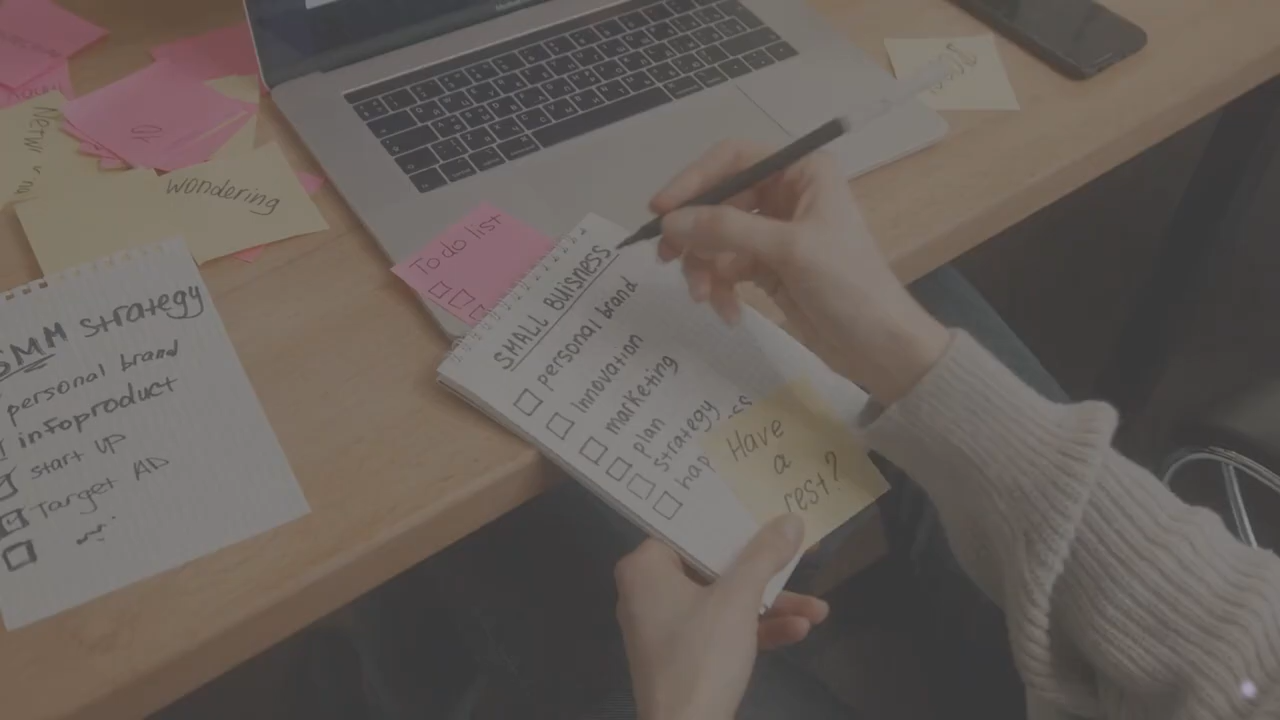 wondering
To do list
SMM strategy
personal brand
infoproduct
start UP
Target AD
SMALL BUISNESS
personal brand
Innovation
marketing
plan
strategy
Have
a
rest?